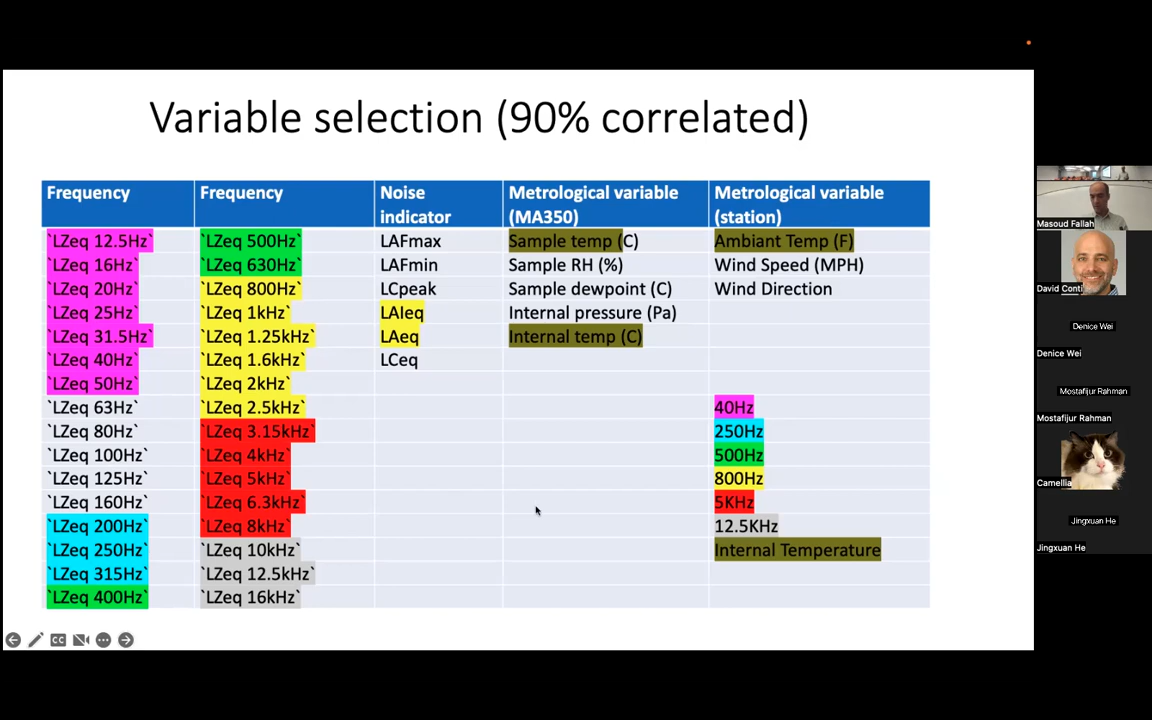 Variable selection (90% correlated)
Frequency Frequency Noise indicator Metrological variable (MA350) Metrological variable (station)
`LZeq 12.5Hz` `LZeq 500Hz` LAFmax Sample temp (C) Ambiant Temp (F)
`LZeq 16Hz` `LZeq 630Hz` LAFmin Sample RH (%) Wind Speed (MPH)
`LZeq 20Hz` `LZeq 800Hz` LCpeak Sample dewpoint (C) Wind Direction
`LZeq 25Hz` `LZeq 1kHz` LAIeq Internal pressure (Pa)
`LZeq 31.5Hz` `LZeq 1.25kHz` LAeq Internal temp (C)
`LZeq 40Hz` `LZeq 1.6kHz` LCeq
`LZeq 50Hz` `LZeq 2kHz`
`LZeq 63Hz` `LZeq 2.5kHz` 40Hz
`LZeq 80Hz` `LZeq 3.15kHz` 250Hz
`LZeq 100Hz` `LZeq 4kHz` 500Hz
`LZeq 125Hz` `LZeq 5kHz` 800Hz
`LZeq 160Hz` `LZeq 6.3kHz` 5KHz
`LZeq 200Hz` `LZeq 8kHz` 12.5KHz
`LZeq 250Hz` `LZeq 10kHz` Internal Temperature
`LZeq 315Hz` `LZeq 12.5kHz`
`LZeq 400Hz` `LZeq 16kHz`
CC
Masoud Fallah
David Conti
Denice Wei
Denice Wei
Mostafijur Rahman
Mostafijur Rahman
Camellia
Jingxuan He
Jingxuan He